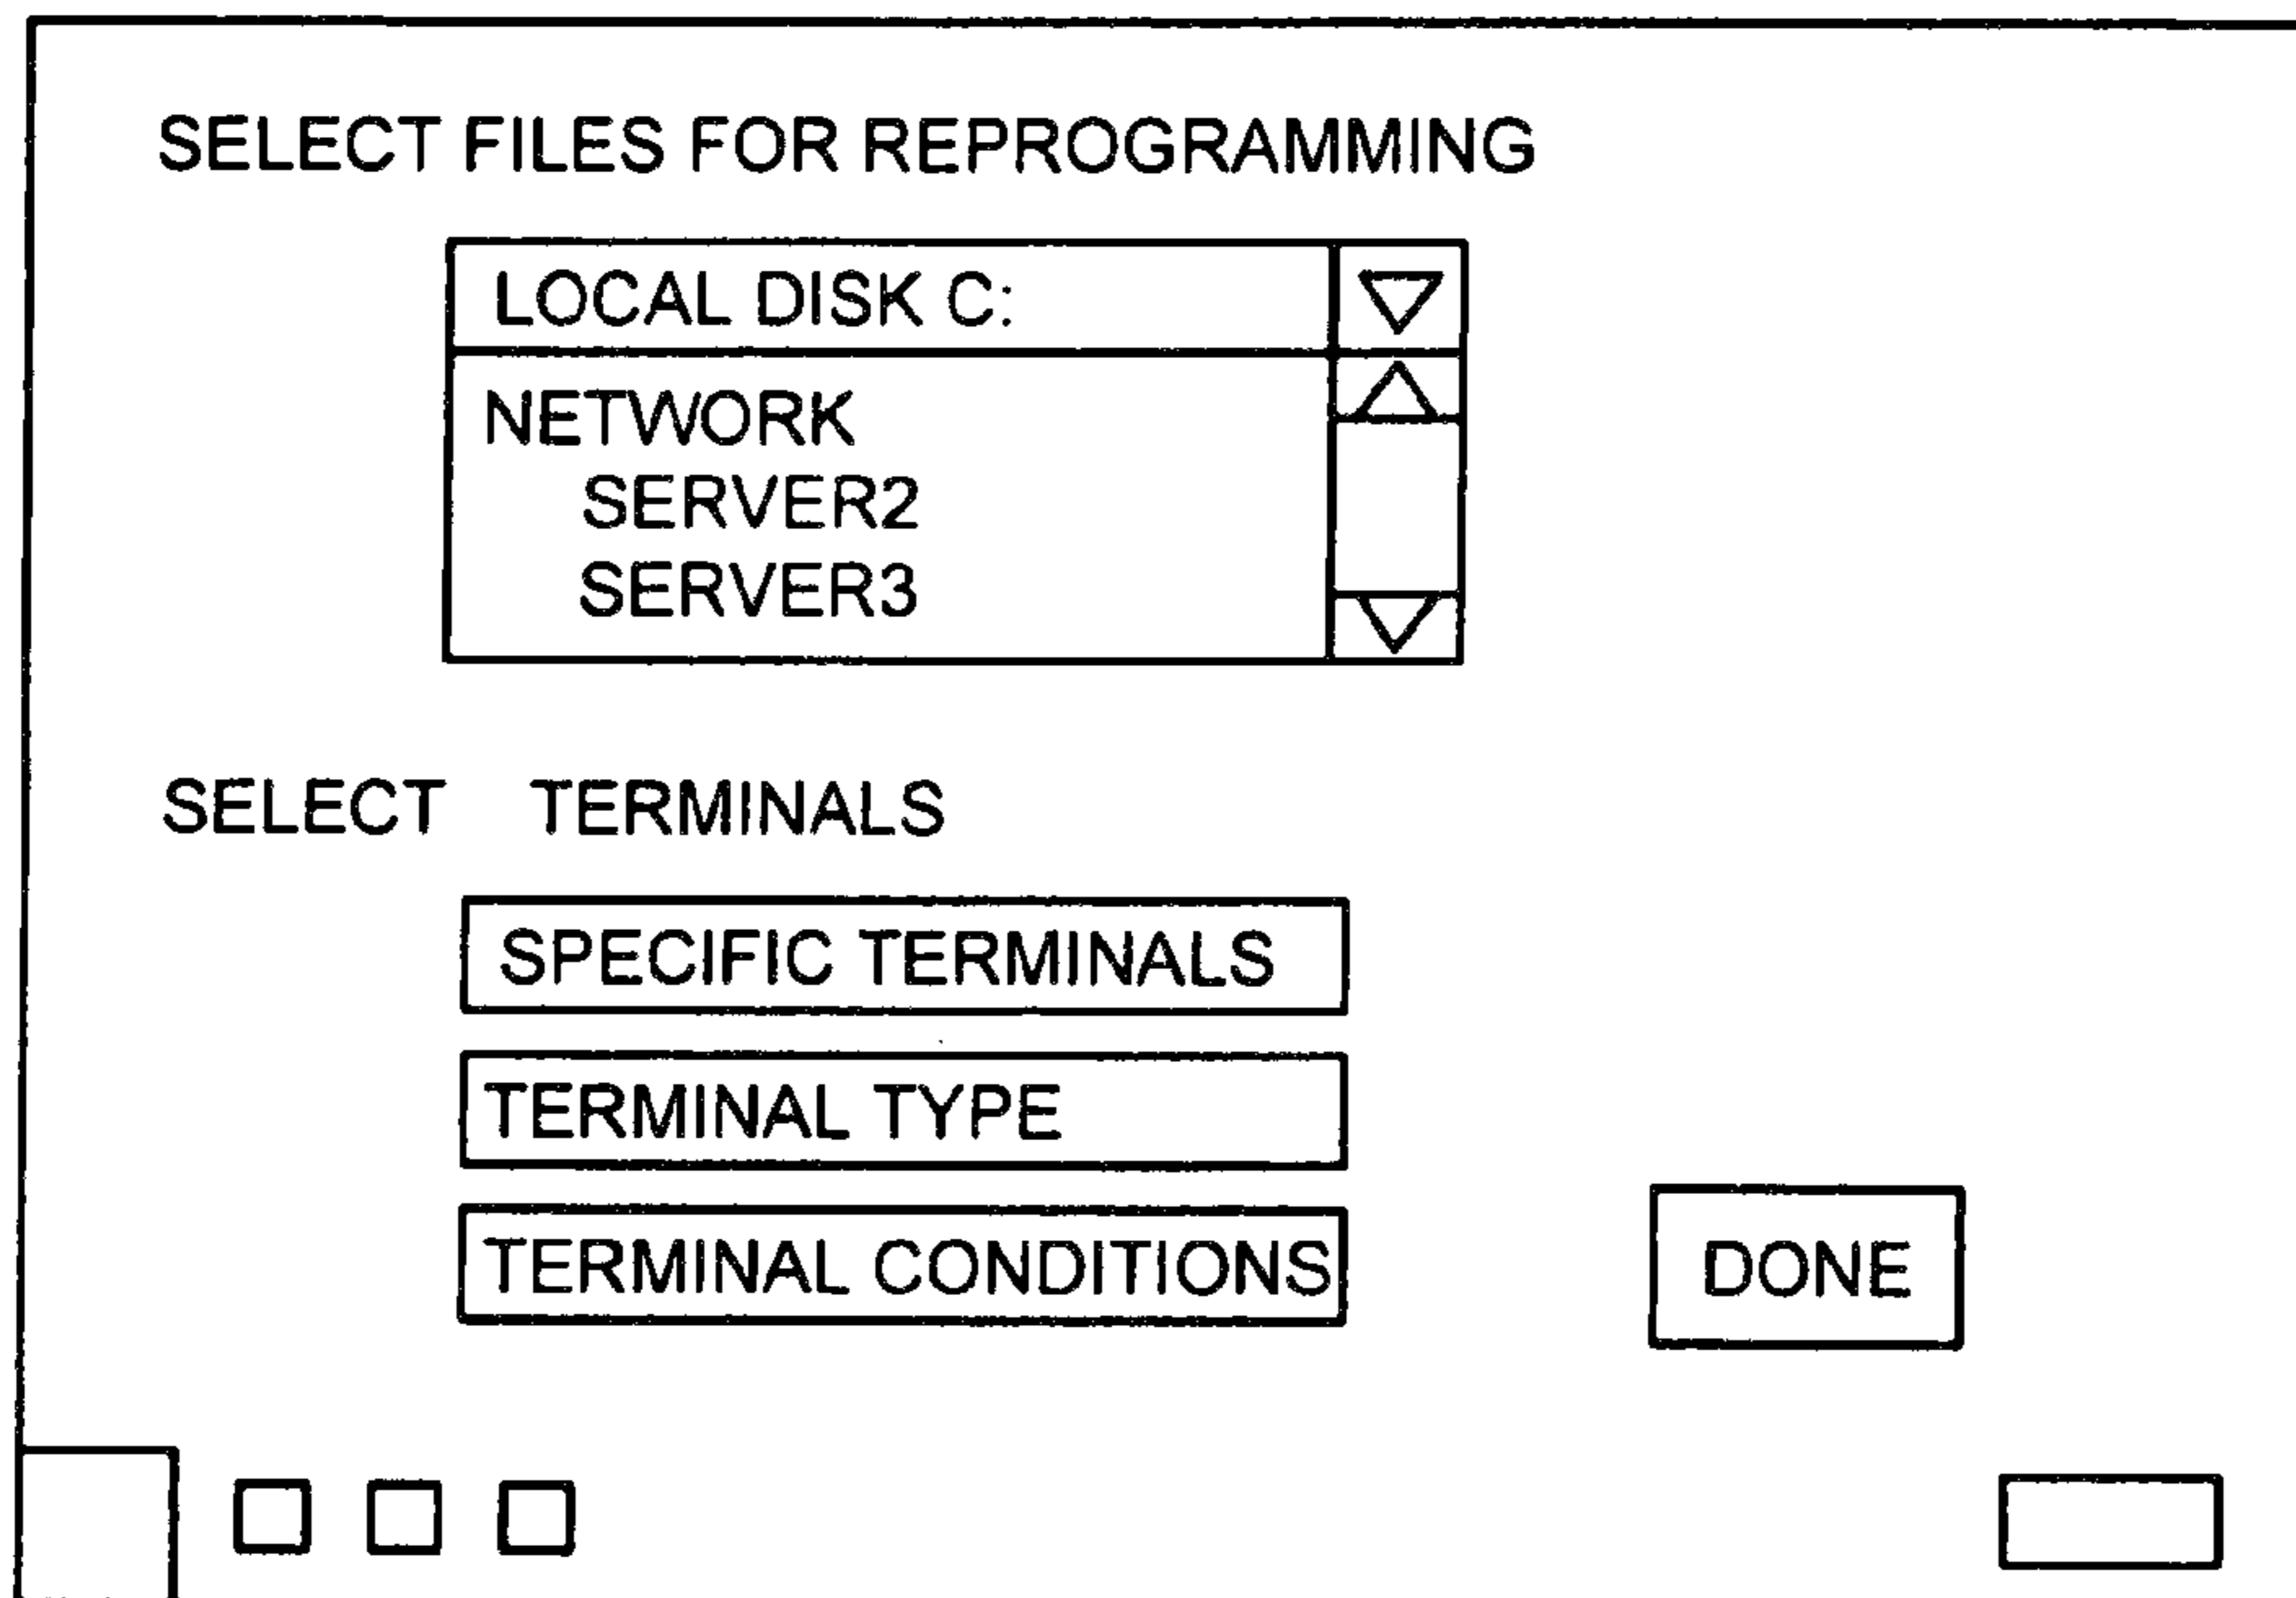 SELECT FILES FOR REPROGRAMMING
LOCAL DISK C:
NETWORK
SERVER2
SERVER3
SELECT TERMINALS
SPECIFIC TERMINALS
TERMINAL TYPE
TERMINAL CONDITIONS
DONE